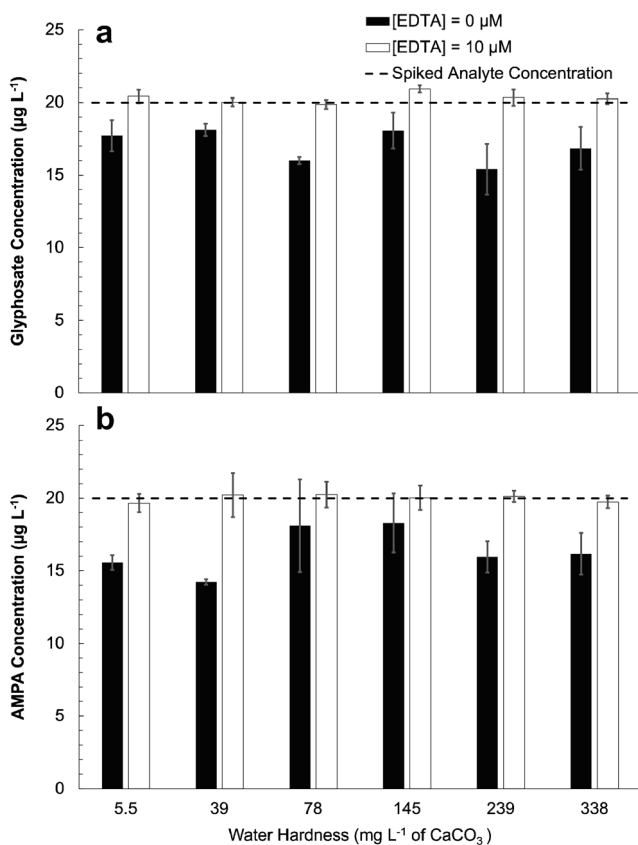 a
[EDTA] = 0 µM
[EDTA] = 10 µM
Spiked Analyte Concentration
Glyphosate Concentration (µg L⁻¹)
25
20
15
10
5
0
b
AMPA Concentration (µg L⁻¹)
25
20
15
10
5
0
5.5 39 78 145 239 338
Water Hardness (mg L⁻¹ of CaCO₃)